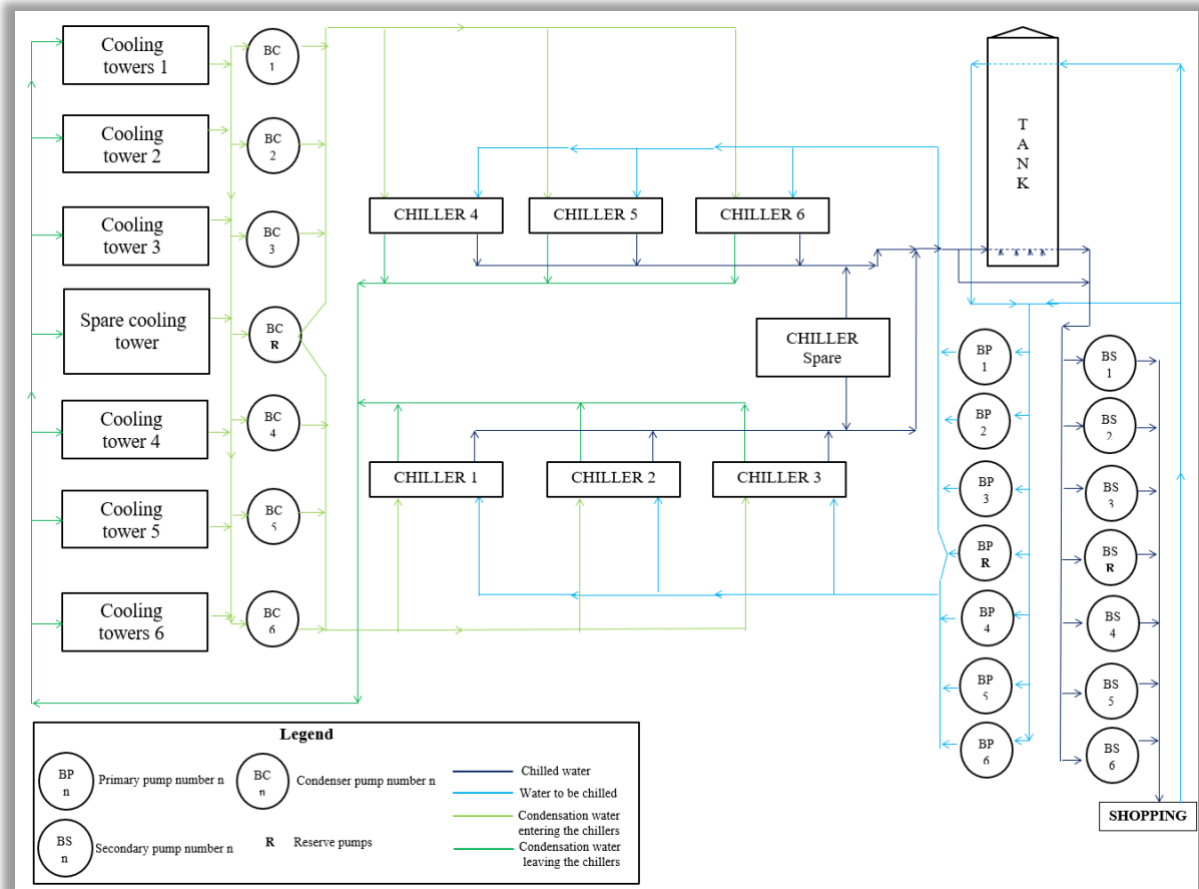 Cooling
towers 1
BC
1
Cooling
tower 2
BC
2
Cooling
tower 3
BC
3
Spare cooling
tower
BC
R
Cooling
tower 4
BC
4
Cooling
tower 5
BC
5
Cooling
towers 6
BC
6
CHILLER 4
CHILLER 5
CHILLER 6
CHILLER
Spare
CHILLER 1
CHILLER 2
CHILLER 3
T
A
N
K
BP
1
BP
2
BP
3
BP
R
BP
4
BP
5
BP
6
BS
1
BS
2
BS
3
BS
R
BS
4
BS
5
BS
6
SHOPPING
Legend
BP
n
Primary pump number n
BS
n
Secondary pump number n
BC
n
Condenser pump number n
R Reserve pumps
Chilled water
Water to be chilled
Condensation water
entering the chillers
Condensation water
leaving the chillers